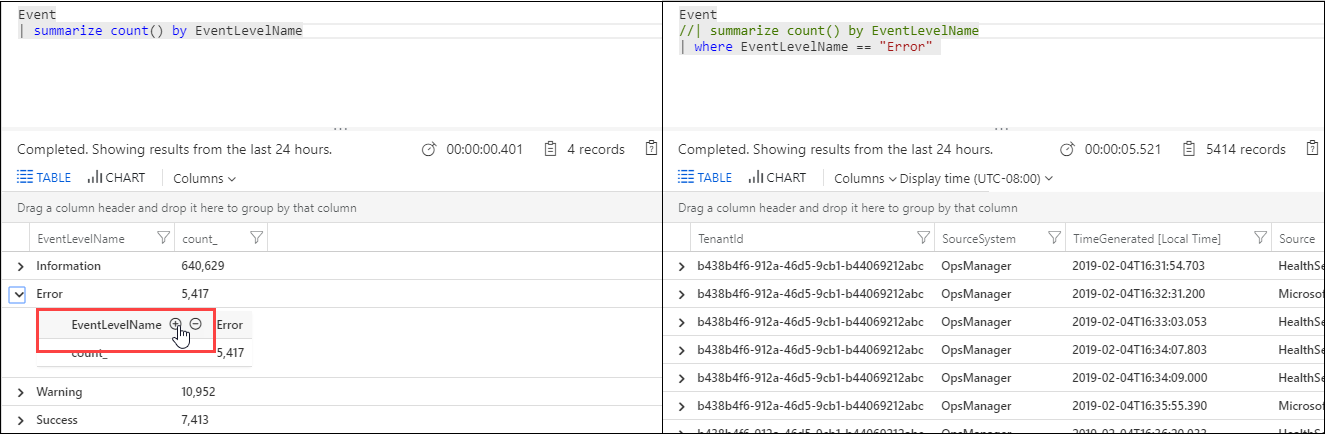 Event
| summarize count() by EventLevelName
Completed. Showing results from the last 24 hours. 00:00:00.401 4 records
TABLE CHART Columns
Drag a column header and drop it here to group by that column
EventLevelName count_
Information 640,629
Error 5,417
EventLevelName Error
count_ 5,417
Warning 10,952
Success 7,413
Event
//| summarize count() by EventLevelName
| where EventLevelName == "Error"
Completed. Showing results from the last 24 hours. 00:00:05.521 5414 records
TABLE CHART Columns Display time (UTC-08:00)
Drag a column header and drop it here to group by that column
TenantId SourceSystem TimeGenerated [Local Time] Source
b438b4f6-912a-46d5-9cb1-b44069212abc OpsManager 2019-02-04T16:31:54.703 HealthSe
b438b4f6-912a-46d5-9cb1-b44069212abc OpsManager 2019-02-04T16:32:31.200 Microsof
b438b4f6-912a-46d5-9cb1-b44069212abc OpsManager 2019-02-04T16:33:03.053 HealthSe
b438b4f6-912a-46d5-9cb1-b44069212abc OpsManager 2019-02-04T16:34:07.803 HealthSe
b438b4f6-912a-46d5-9cb1-b44069212abc OpsManager 2019-02-04T16:34:09.000 HealthSe
b438b4f6-912a-46d5-9cb1-b44069212abc OpsManager 2019-02-04T16:35:55.390 Microsof